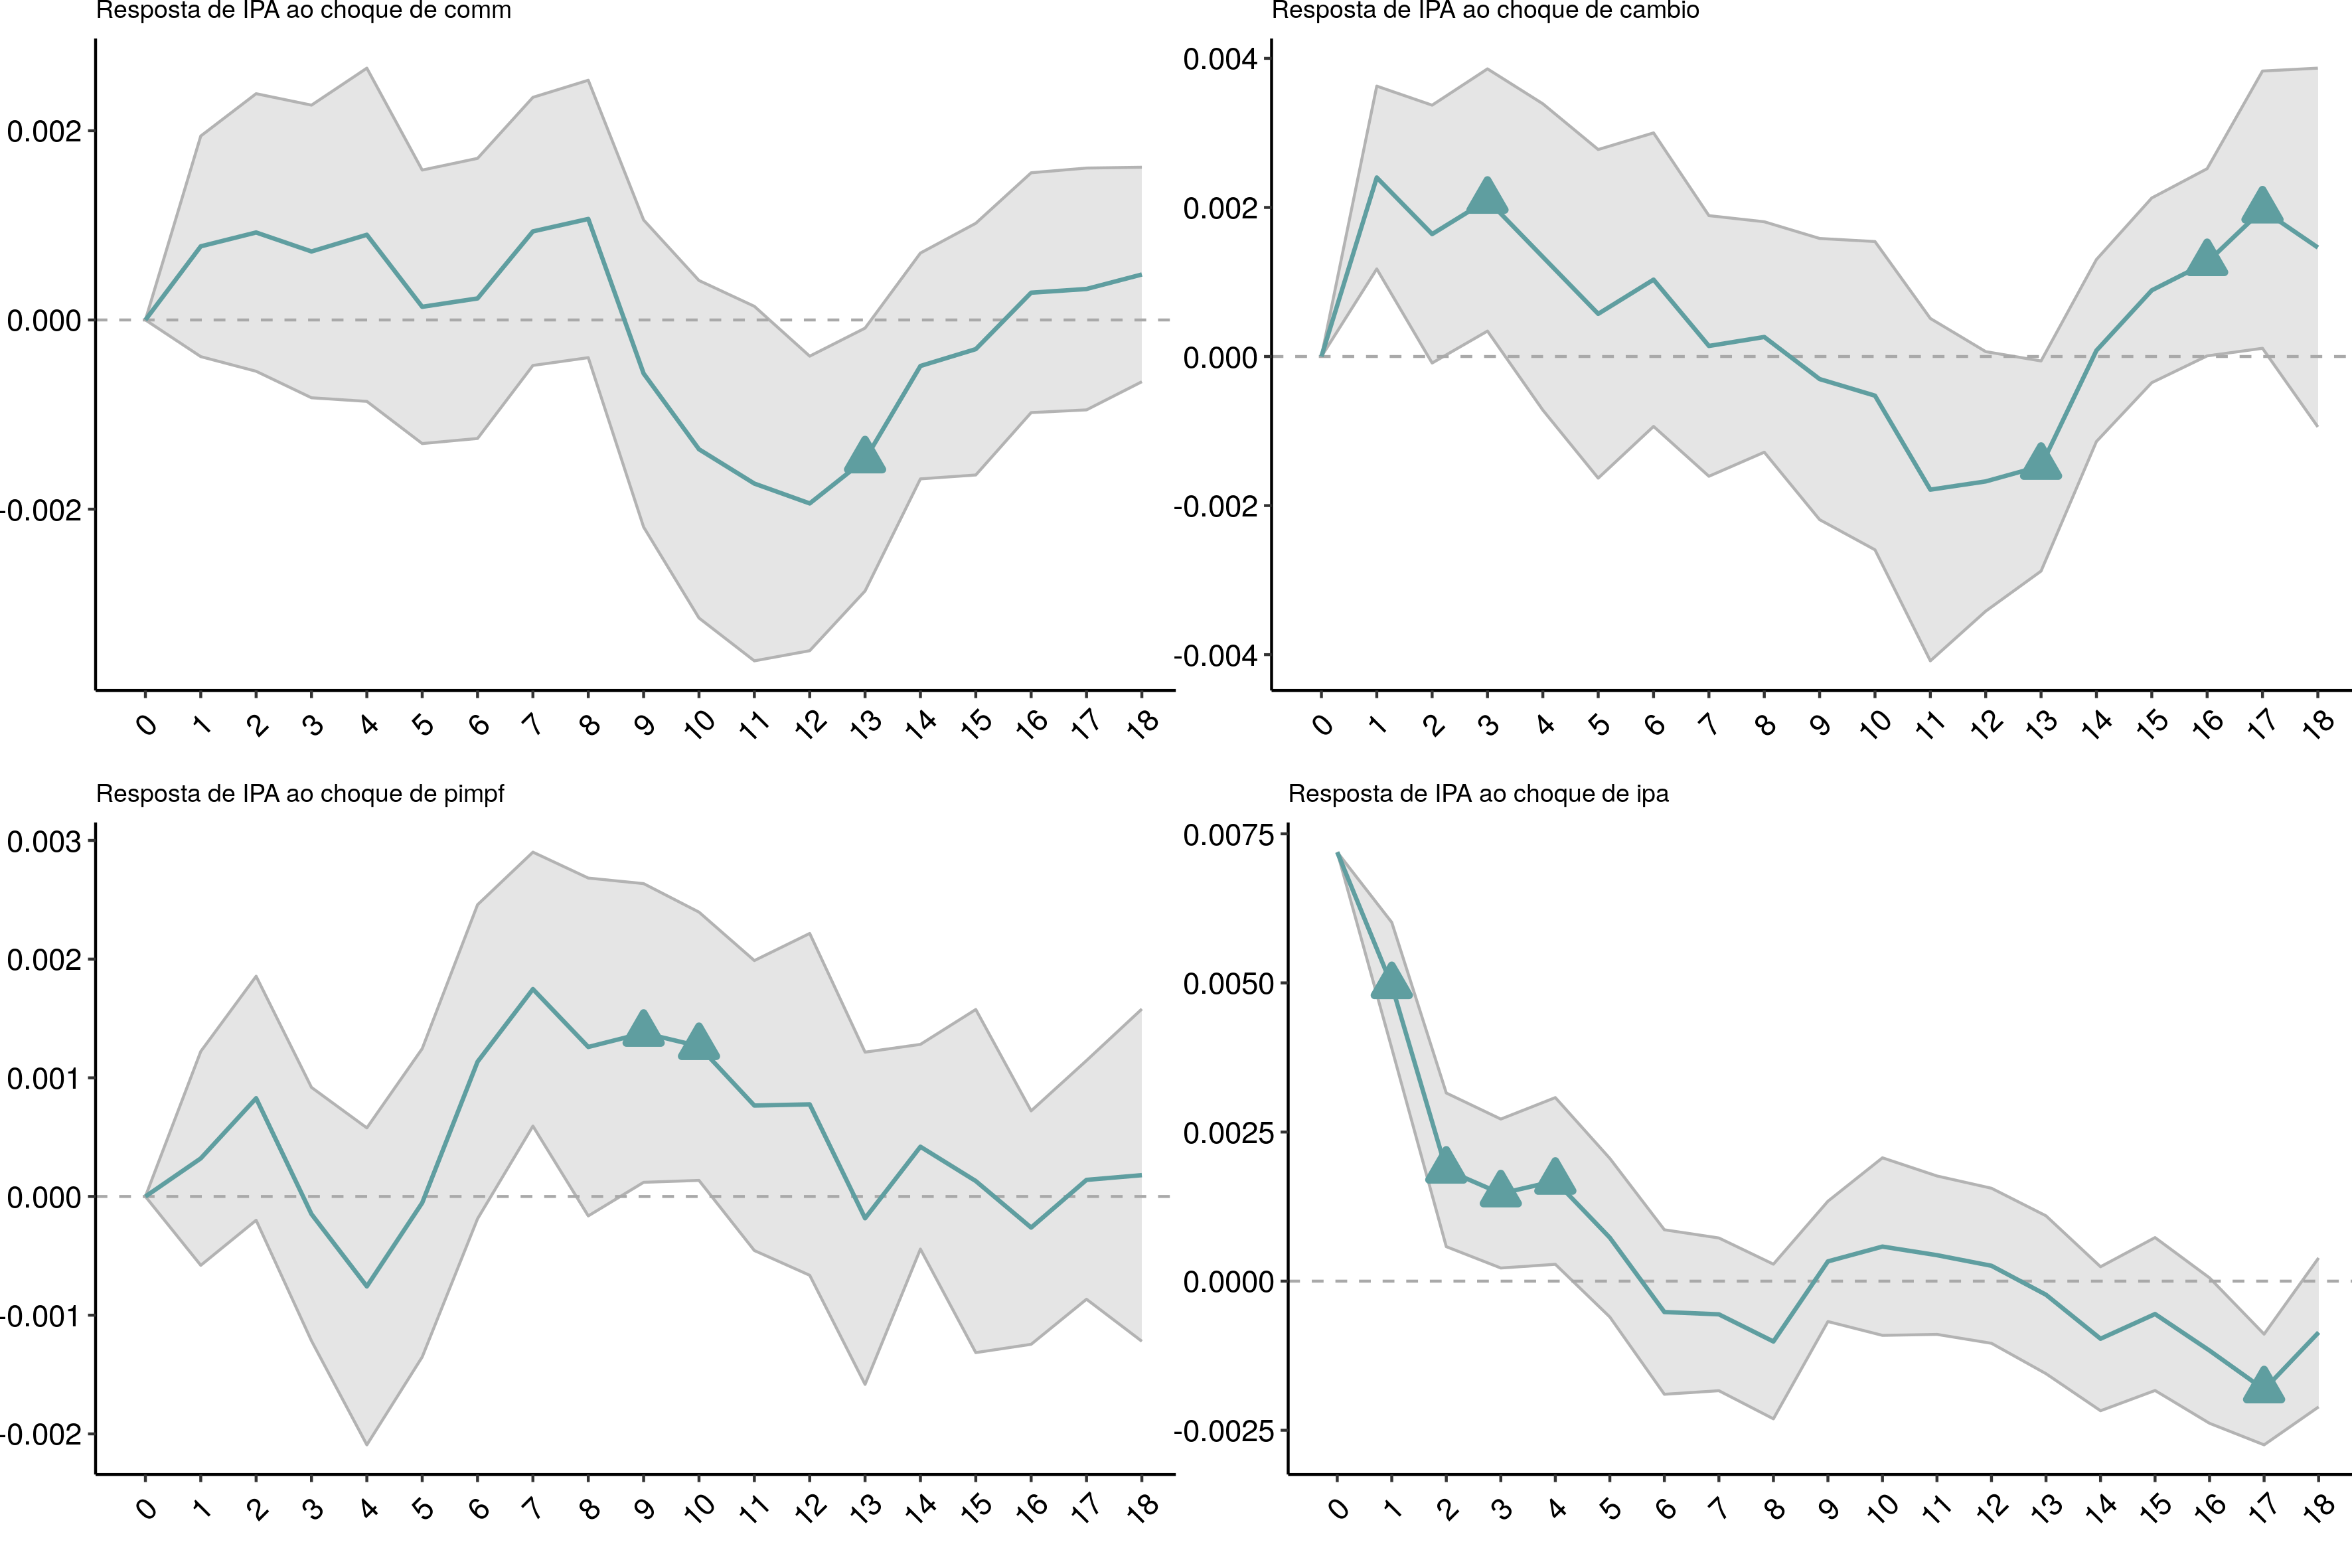 Resposta de IPA ao choque de comm
0.002
0.000
-0.002
0 1 2 3 4 5 6 7 8 9 10 11 12 13 14 15 16 17 18
Resposta de IPA ao choque de cambio
0.004
0.002
0.000
-0.002
-0.004
0 1 2 3 4 5 6 7 8 9 10 11 12 13 14 15 16 17 18
Resposta de IPA ao choque de pimpf
0.003
0.002
0.001
0.000
-0.001
-0.002
0 1 2 3 4 5 6 7 8 9 10 11 12 13 14 15 16 17 18
Resposta de IPA ao choque de ipa
0.0075
0.0050
0.0025
0.0000
-0.0025
0 1 2 3 4 5 6 7 8 9 10 11 12 13 14 15 16 17 18